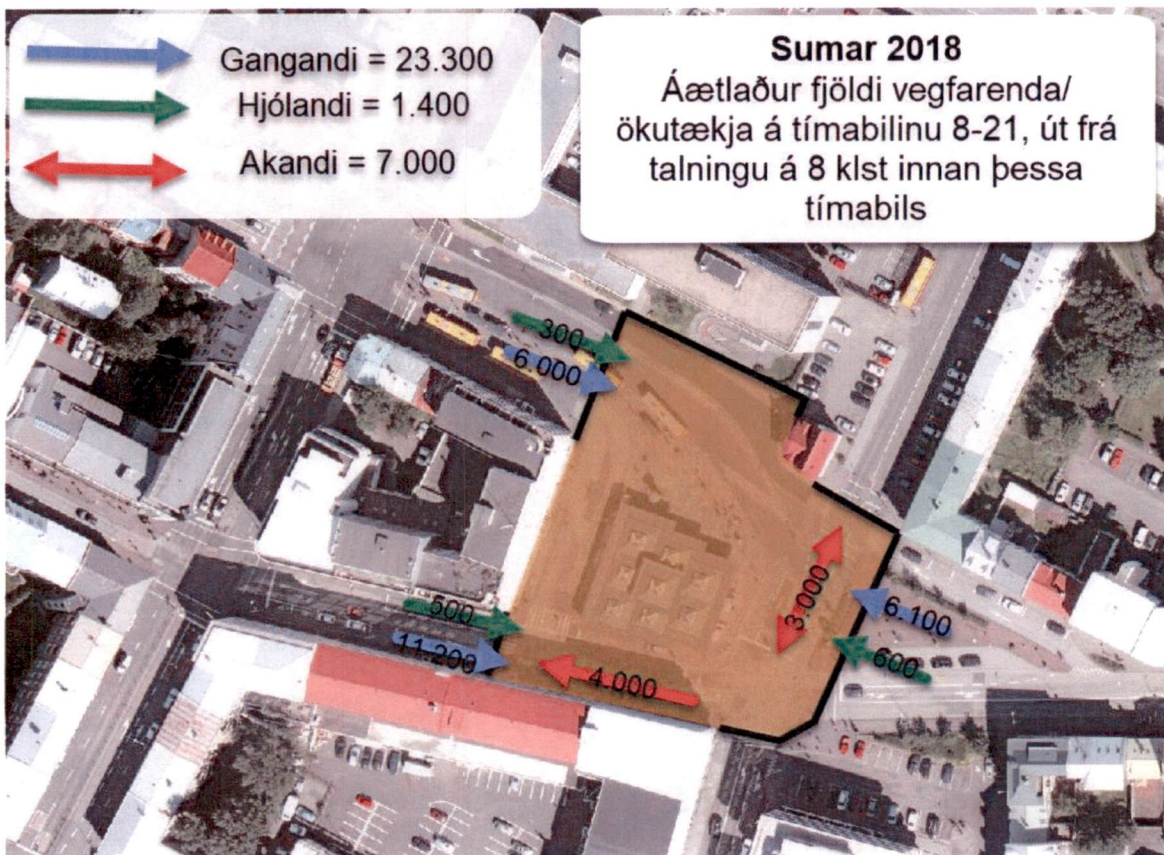 Gangandi = 23.300
Hjólandi = 1.400
Akandi = 7.000
Sumar 2018
Áætlaður fjöldi vegfarenda/
ökutækja á tímabilinu 8-21, út frá
talningu á 8 klst innan þessa
tímabils
300
6.000
500
11.200
4.000
3.000
6.100
600